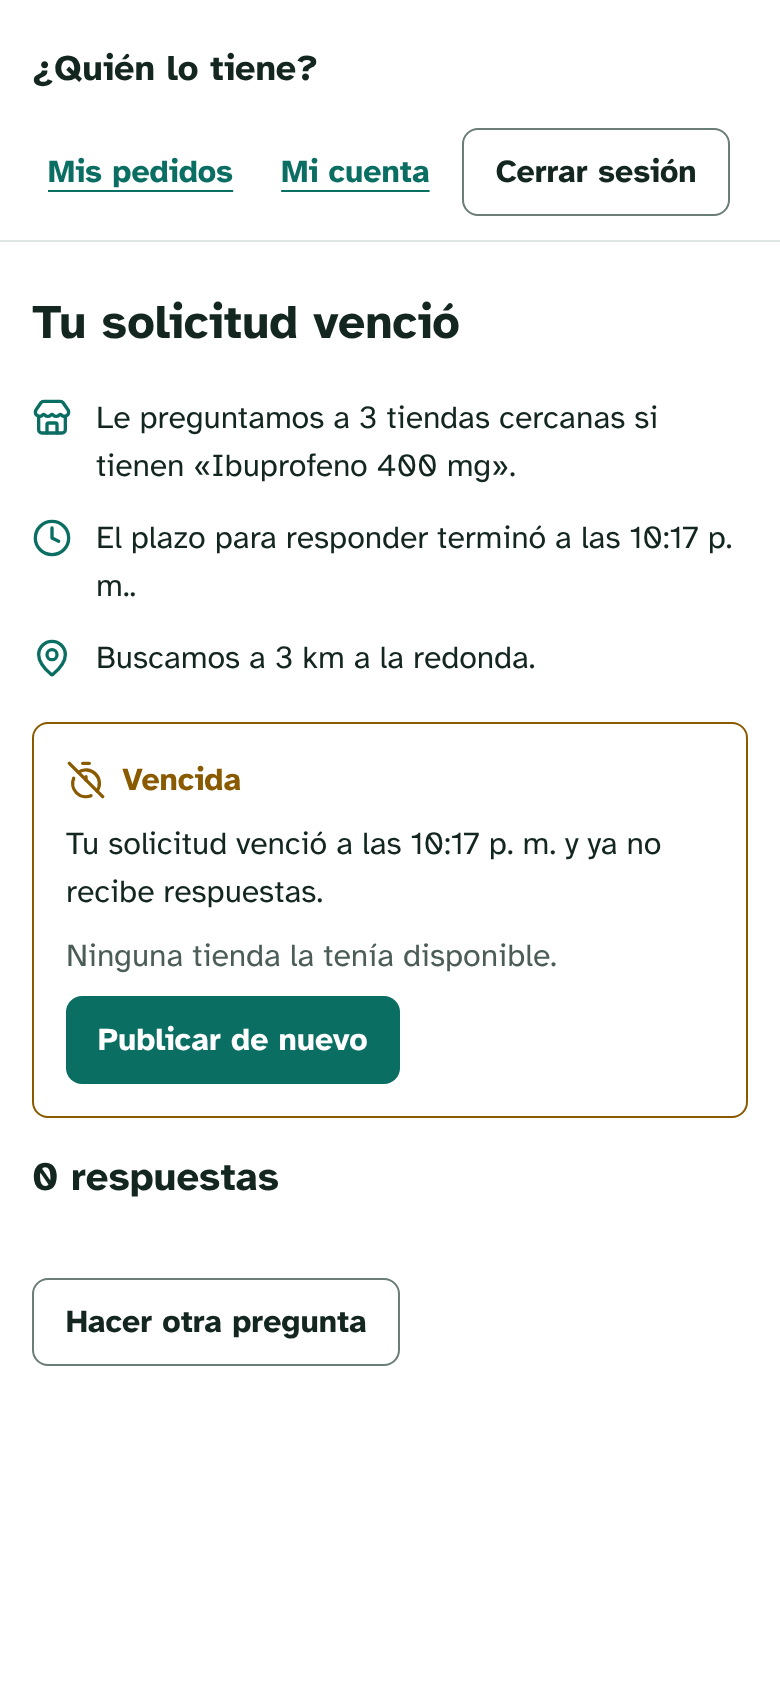 ¿Quién lo tiene?
Mis pedidos
Mi cuenta
Cerrar sesión
Tu solicitud venció
Le preguntamos a 3 tiendas cercanas si
tienen «Ibuprofeno 400 mg».
El plazo para responder terminó a las 10:17 p.
m..
Buscamos a 3 km a la redonda.
Vencida
Tu solicitud venció a las 10:17 p. m. y ya no
recibe respuestas.
Ninguna tienda la tenía disponible.
Publicar de nuevo
0 respuestas
Hacer otra pregunta